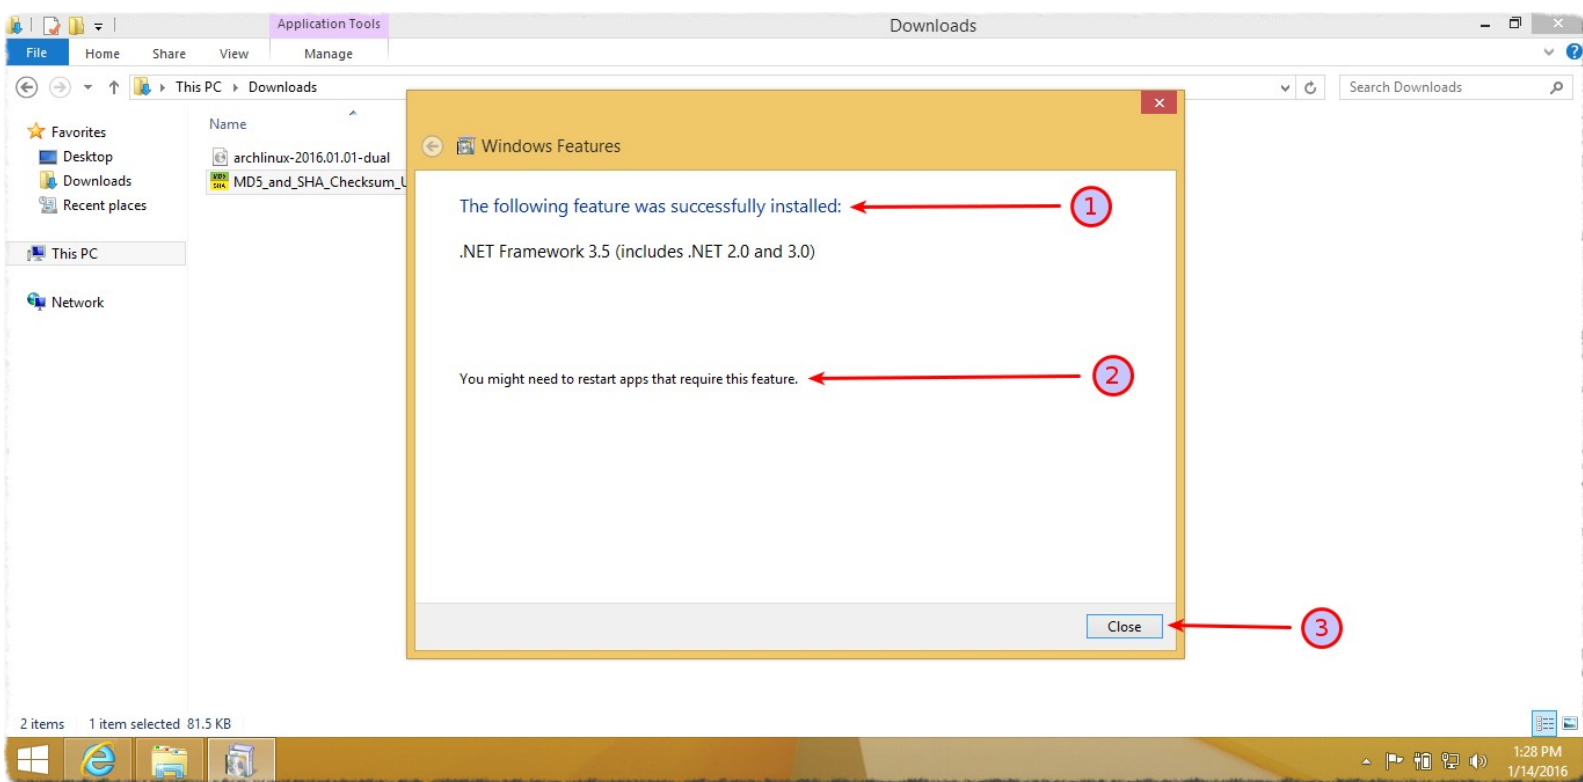 Application Tools
Downloads
File
Home
Share
View
Manage
This PC
Downloads
Search Downloads
Name
Favorites
Desktop
Downloads
Recent places
This PC
Network
archlinux-2016.01.01-dual
MD5_and_SHA_Checksum_U
Windows Features
The following feature was successfully installed:
1
.NET Framework 3.5 (includes .NET 2.0 and 3.0)
You might need to restart apps that require this feature.
2
Close
3
2 items
1 item selected 81.5 KB
1:28 PM
1/14/2016